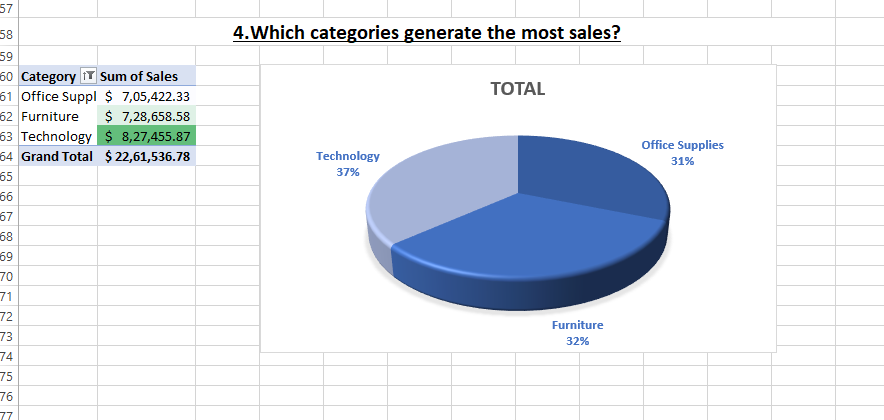 57
58 4.Which categories generate the most sales?
59
60 Category Sum of Sales
61 Office Suppl $ 7,05,422.33
62 Furniture $ 7,28,658.58
63 Technology $ 8,27,455.87
64 Grand Total $ 22,61,536.78
65
66
67
68
69
70
71
72
73
74
75
76
77
TOTAL
Office Supplies
31%
Technology
37%
Furniture
32%